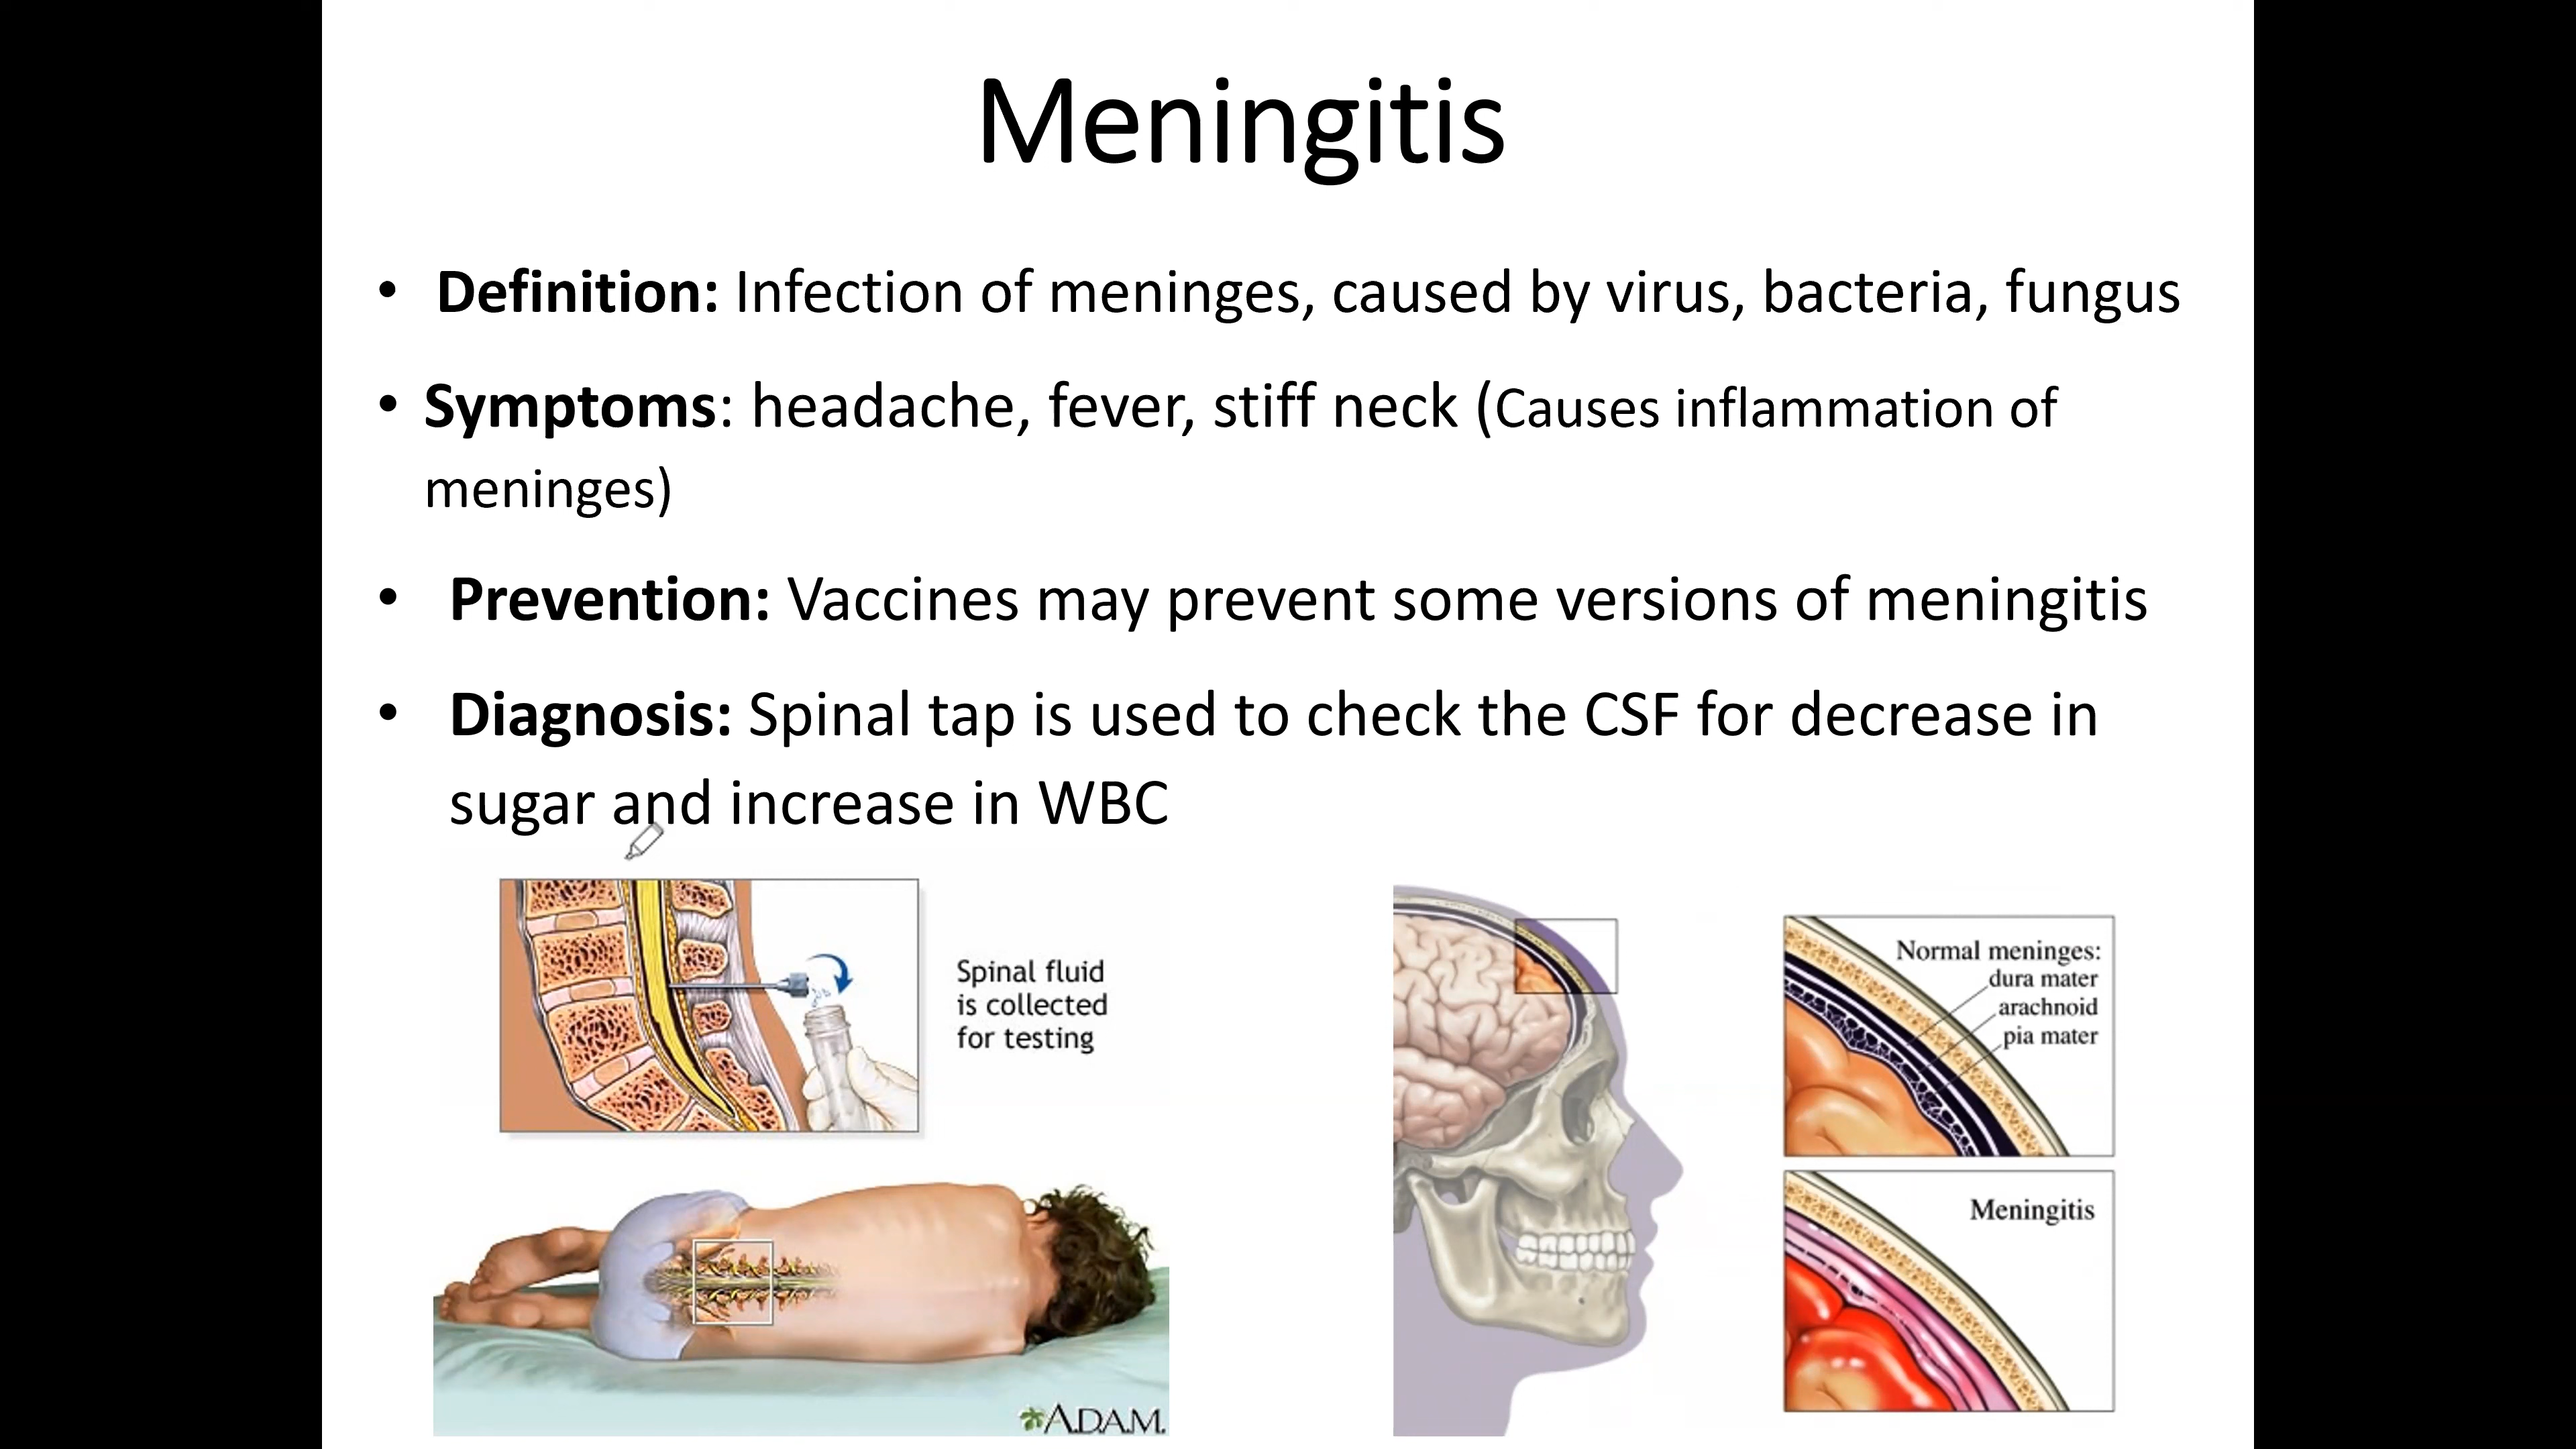 Meningitis
• Definition: Infection of meninges, caused by virus, bacteria, fungus
• Symptoms: headache, fever, stiff neck (Causes inflammation of
meninges)
• Prevention: Vaccines may prevent some versions of meningitis
• Diagnosis: Spinal tap is used to check the CSF for decrease in
sugar and increase in WBC
Spinal fluid
is collected
for testing
A.D.A.M.
Normal meninges:
dura mater
arachnoid
pia mater
Meningitis